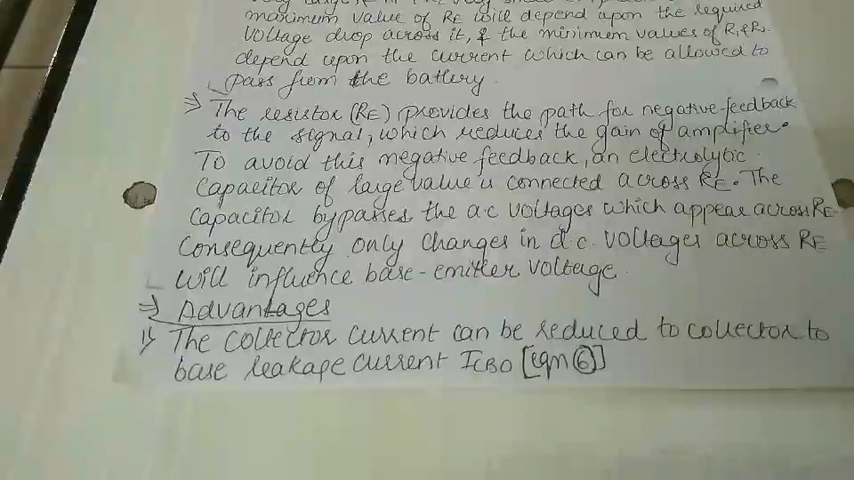 maximum value of RE will depend upon the required
voltage drop across it, & the minimum values of R1 & R2
depend upon the current which can be allowed to
pass from the battery.
⇒ The resistor (RE) provides the path for negative-feedback
to the signal, which reduces the gain of amplifier.
To avoid this negative feedback, an electrolytic
capacitor of large value is connected across RE. The
capacitor bypasses the a.c voltages which appear across RE.
Consequently only changes in d.c. voltages across RE
will influence base-emitter voltage.
⇒ Advantages
1) The collector current can be reduced to collector to
base leakage current ICBO [eqn ⑥]